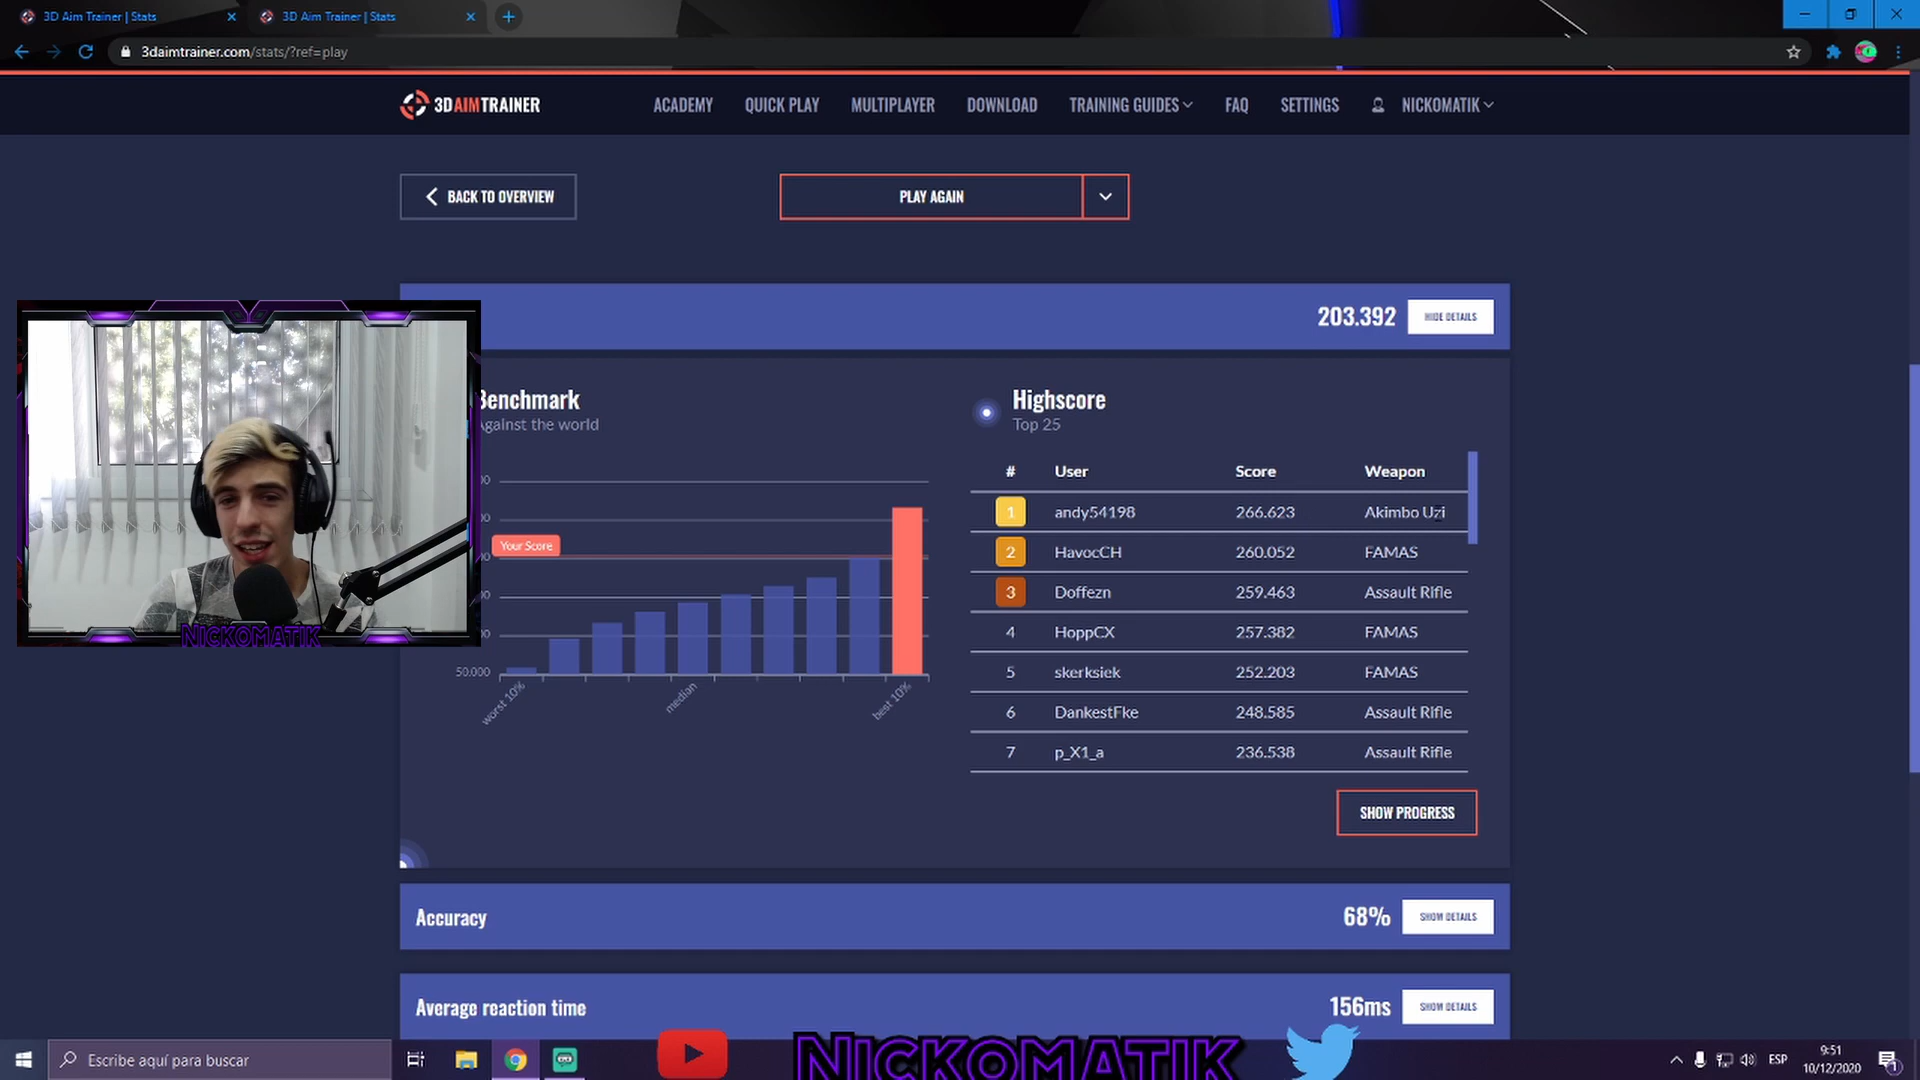 3D Aim Trainer | Stats
3D Aim Trainer | Stats
3daimtrainer.com/stats/?ref=play
3DAIMTRAINER
ACADEMY
QUICK PLAY
MULTIPLAYER
DOWNLOAD
TRAINING GUIDES
FAQ
SETTINGS
NICKOMATIK
BACK TO OVERVIEW
PLAY AGAIN
203.392
HIDE DETAILS
Benchmark
Against the world
Your Score
50.000
worst 10%
median
best 10%
Highscore
Top 25
# User Score Weapon
1 andy54198 266.623 Akimbo Uzi
2 HavocCH 260.052 FAMAS
3 Doffezn 259.463 Assault Rifle
4 HoppCX 257.382 FAMAS
5 skerksiek 252.203 FAMAS
6 DankestFke 248.585 Assault Rifle
7 p_X1_a 236.538 Assault Rifle
SHOW PROGRESS
NICKOMATIK
Accuracy 68% SHOW DETAILS
Average reaction time 156ms SHOW DETAILS
NICKOMATIK
Escribe aquí para buscar
ESP
9:51
10/12/2020
1